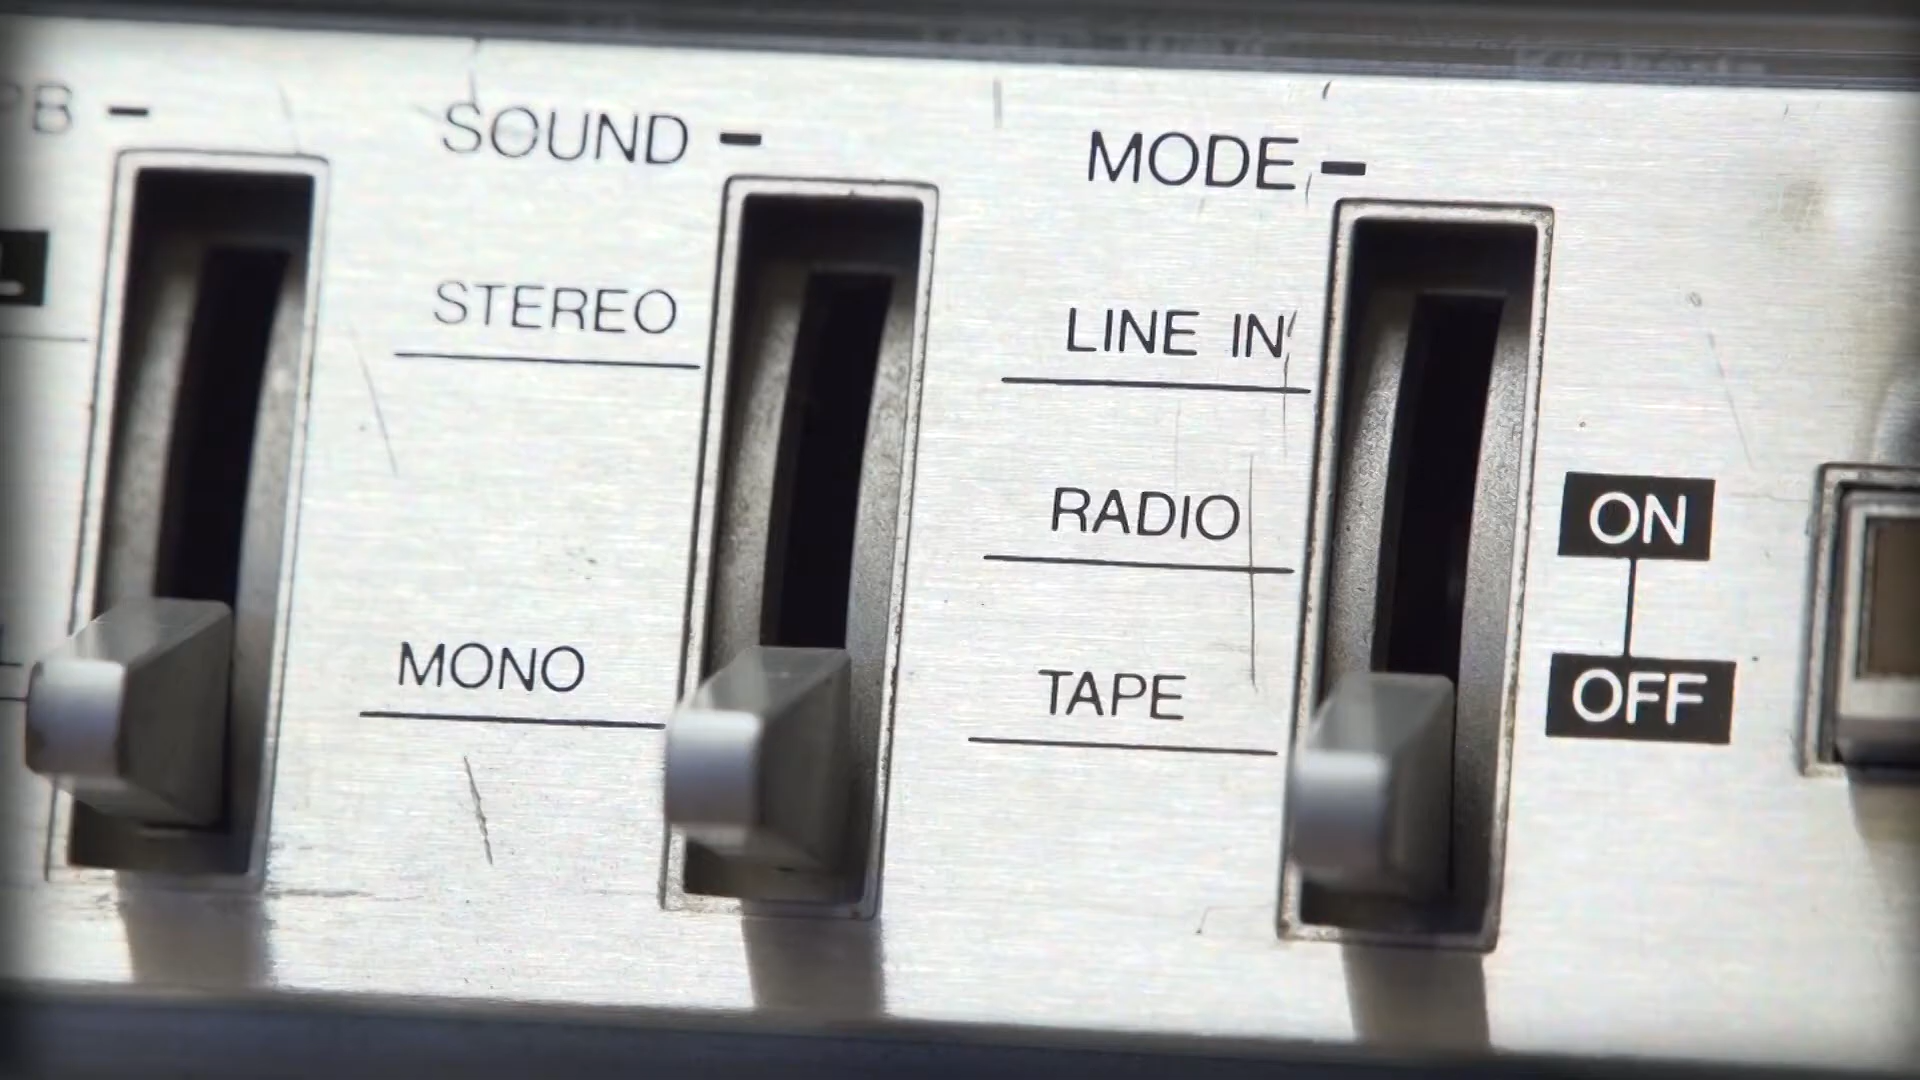 SOUND
MODE
STEREO
LINE IN
RADIO
ON
MONO
TAPE
OFF